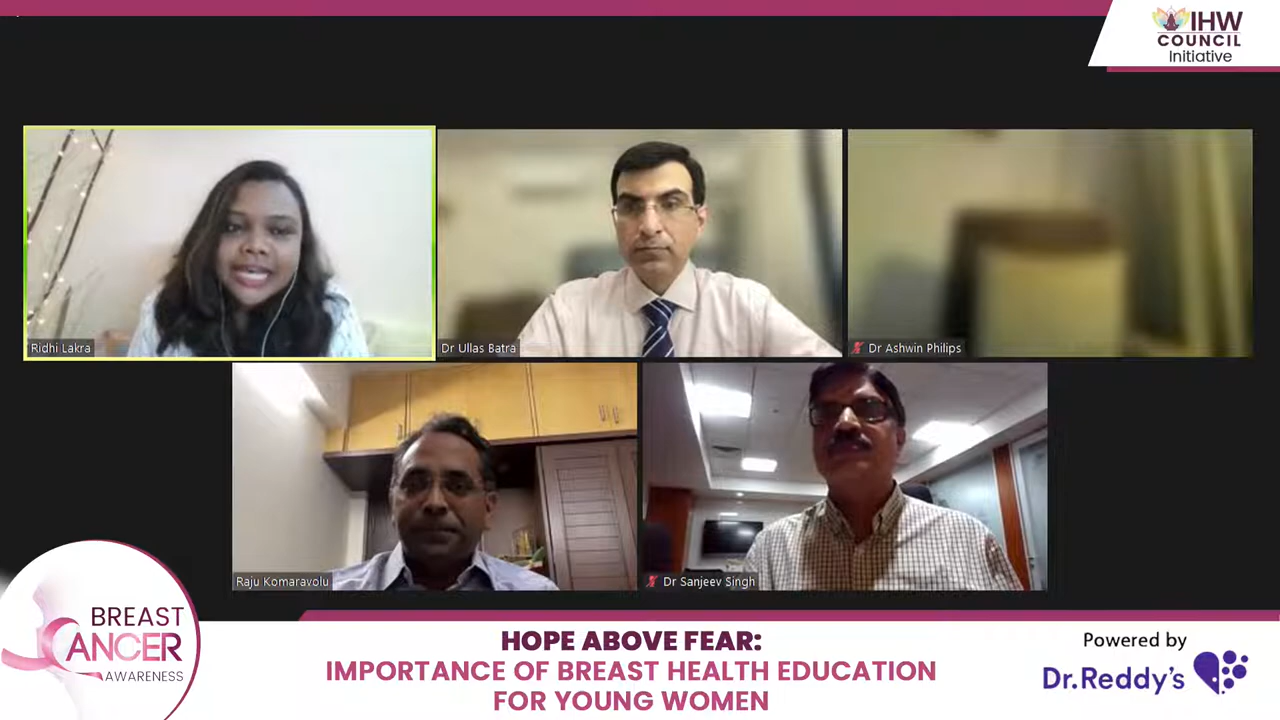 IHW
COUNCIL
Initiative
Ridhi Lakra
Dr Ullas Batra
Dr Ashwin Philips
Raju Komaravolu
Dr Sanjeev Singh
BREAST
CANCER
AWARENESS
HOPE ABOVE FEAR:
IMPORTANCE OF BREAST HEALTH EDUCATION
FOR YOUNG WOMEN
Powered by
Dr.Reddy's